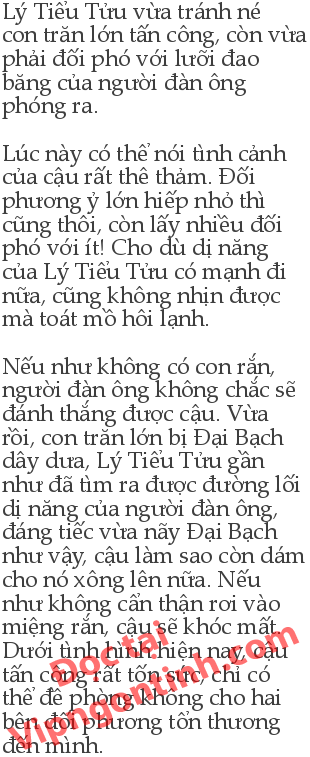 Lý Tiểu Tửu vừa tránh né
con trăn lớn tấn công, còn vừa
phải đối phó với lưỡi đao
băng của người đàn ông
phóng ra.
Lúc này có thể nói tình cảnh
của cậu rất thê thảm. Đối
phương ỷ lớn hiếp nhỏ thì
cũng thôi, còn lấy nhiều đối
phó với ít! Cho dù dị năng
của Lý Tiểu Tửu có mạnh đi
nữa, cũng không nhịn được
mà toát mồ hôi lạnh.
Nếu như không có con rắn,
người đàn ông không chắc sẽ
đánh thắng được cậu. Vừa
rồi, con trăn lớn bị Đại Bạch
dây dưa, Lý Tiểu Tửu gần
như đã tìm ra được đường lối
dị năng của người đàn ông,
đáng tiếc vừa nãy Đại Bạch
như vậy, cậu làm sao còn dám
cho nó xông lên nữa. Nếu
như không cẩn thận rơi vào
miệng rắn, cậu sẽ khóc mất.
Dưới tình hình hiện nay, cậu
tấn công rất tốn sức, chỉ có
thể đề phòng không cho hai
bên đối phương tổn thương
đến mình.
Đọc tại
Vipngontinh.com